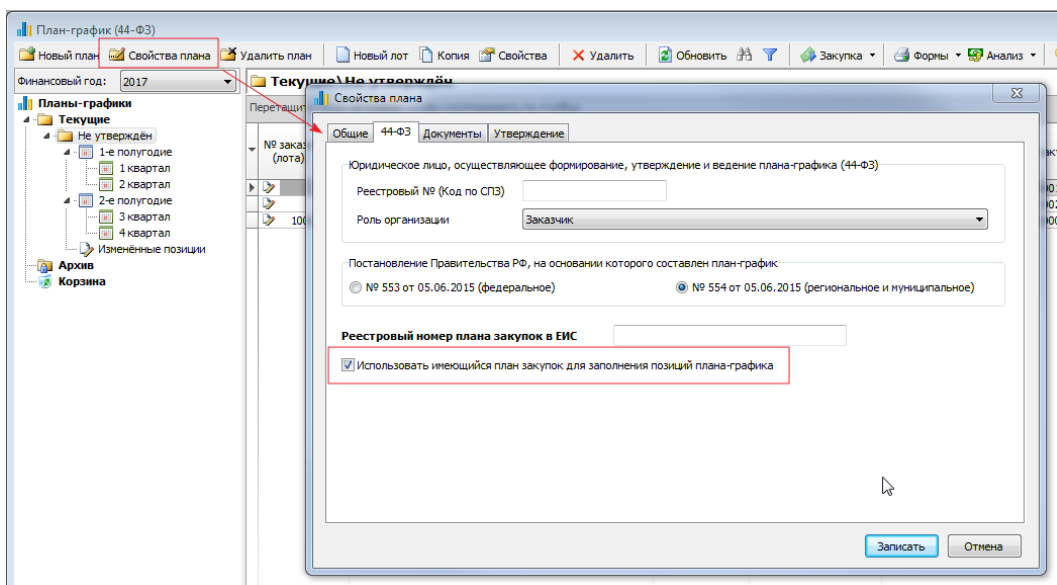 План-график (44-ФЗ)
Новый план Свойства плана Удалить план Новый лот Копия Свойства Удалить Обновить Закупка Формы Анализ
Финансовый год: 2017
Текущие\Не утверждён
Планы-графики
Текущие
Не утверждён
1-е полугодие
1 квартал
2 квартал
2-е полугодие
3 квартал
4 квартал
Изменённые позиции
Архив
Корзина
№ заказ
(лота)
Свойства плана
Общие 44-ФЗ Документы Утверждение
Юридическое лицо, осуществляющее формирование, утверждение и ведение плана-графика (44-ФЗ)
Реестровый № (Код по СПЗ)
Роль организации Заказчик
Постановление Правительства РФ, на основании которого составлен план-график
№ 553 от 05.06.2015 (федеральное) № 554 от 05.06.2015 (региональное и муниципальное)
Реестровый номер плана закупок в ЕИС
Использовать имеющийся план закупок для заполнения позиций плана-графика
Записать Отмена